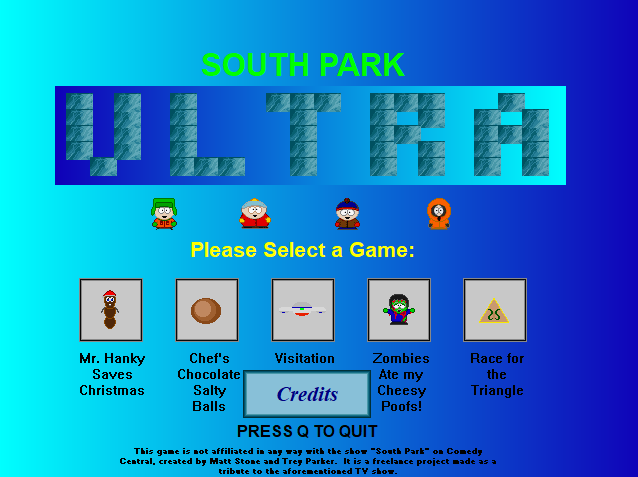 SOUTH PARK
ULTRA
Please Select a Game:
Mr. Hanky
Saves
Christmas
Chef's
Chocolate
Salty
Balls
Visitation
Zombies
Ate my
Cheesy
Poofs!
Race for
the
Triangle
Credits
PRESS Q TO QUIT
This game is not affiliated in any way with the show "South Park" on Comedy
Central, created by Matt Stone and Trey Parker. It is a freelance project made as a
tribute to the aforementioned TV show.